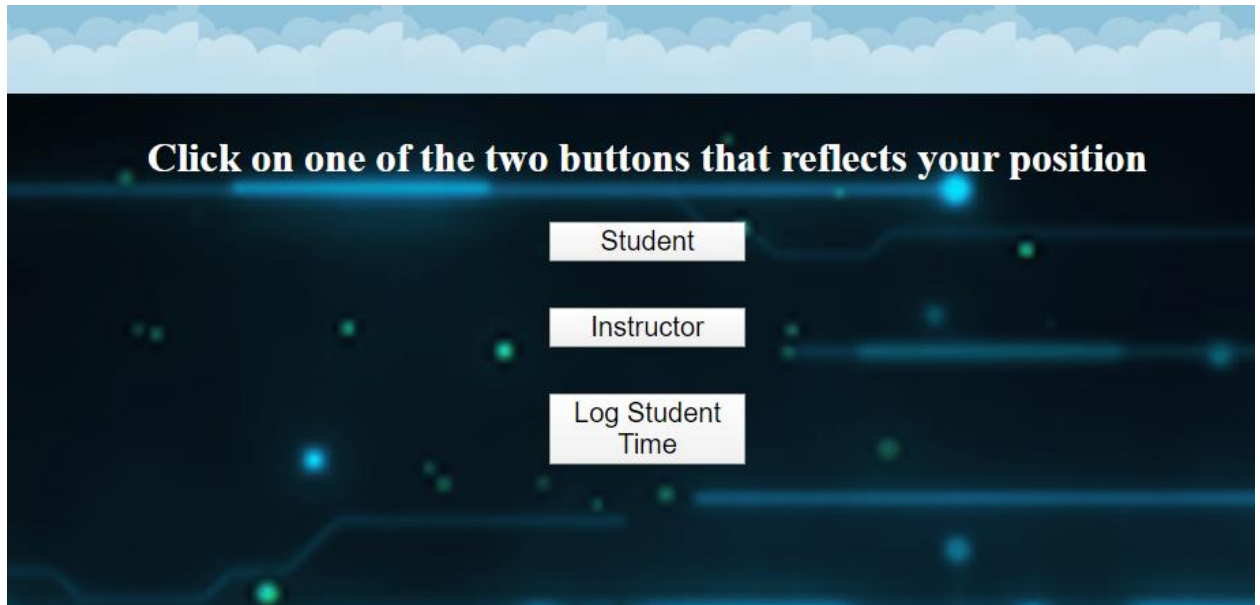 Click on one of the two buttons that reflects your position
Student
Instructor
Log Student
Time